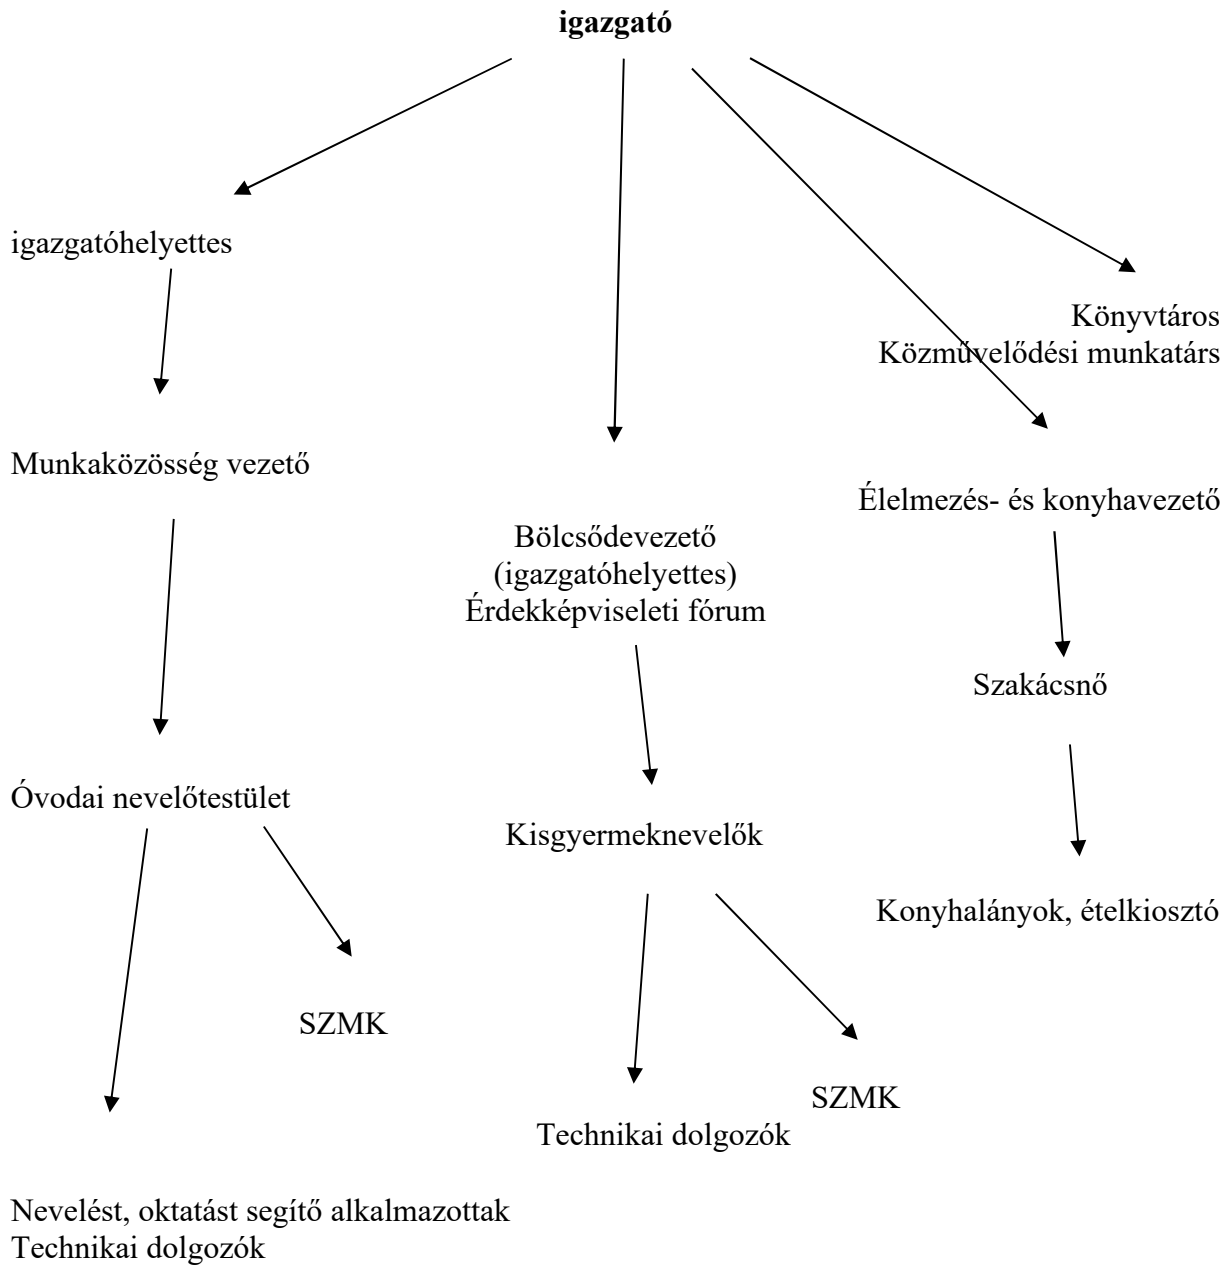 igazgató
igazgatóhelyettes
Könyvtáros
Közművelődési munkatárs
Munkaközösség vezető
Élelmezés- és konyhavezető
Bölcsődevezető
(igazgatóhelyettes)
Érdekképviseleti fórum
Szakácsnő
Óvodai nevelőtestület
Kisgyermeknevelők
Konyhalányok, ételkiosztó
SZMK
SZMK
Technikai dolgozók
Nevelést, oktatást segítő alkalmazottak
Technikai dolgozók